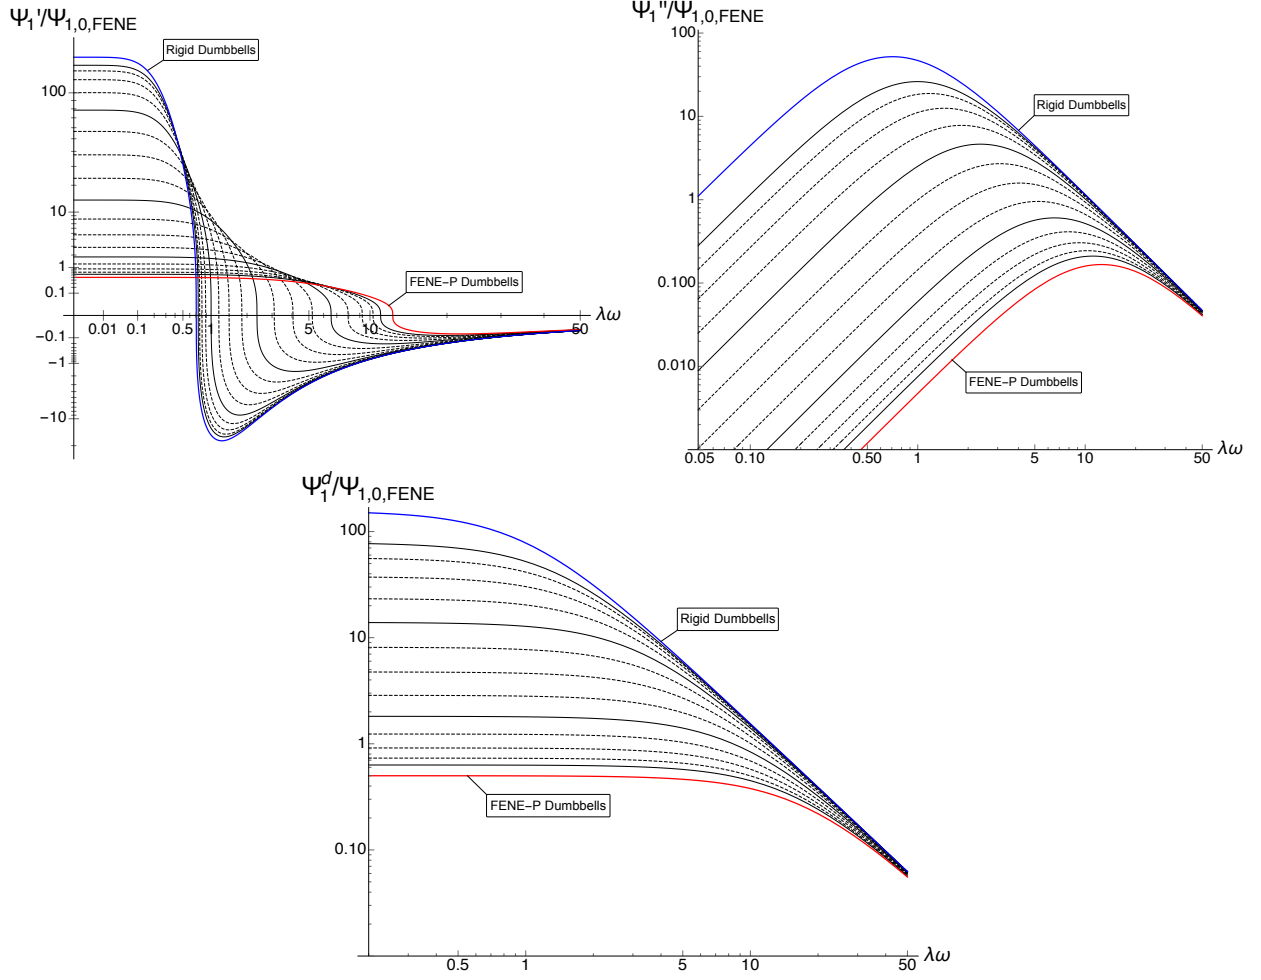 Ψ₁'/Ψ₁,₀,FENE
Rigid Dumbbells
100
10
1
0.1
FENE−P Dumbbells
0.01 0.1 0.5 1 5 10 50 λω
−0.1
−1
−10
Ψ₁''/Ψ₁,₀,FENE
100
Rigid Dumbbells
10
1
0.100
0.010
FENE−P Dumbbells
0.05 0.10 0.50 1 5 10 50 λω
Ψ₁ᵈ/Ψ₁,₀,FENE
100
Rigid Dumbbells
10
1
FENE−P Dumbbells
0.10
0.5 1 5 10 50 λω